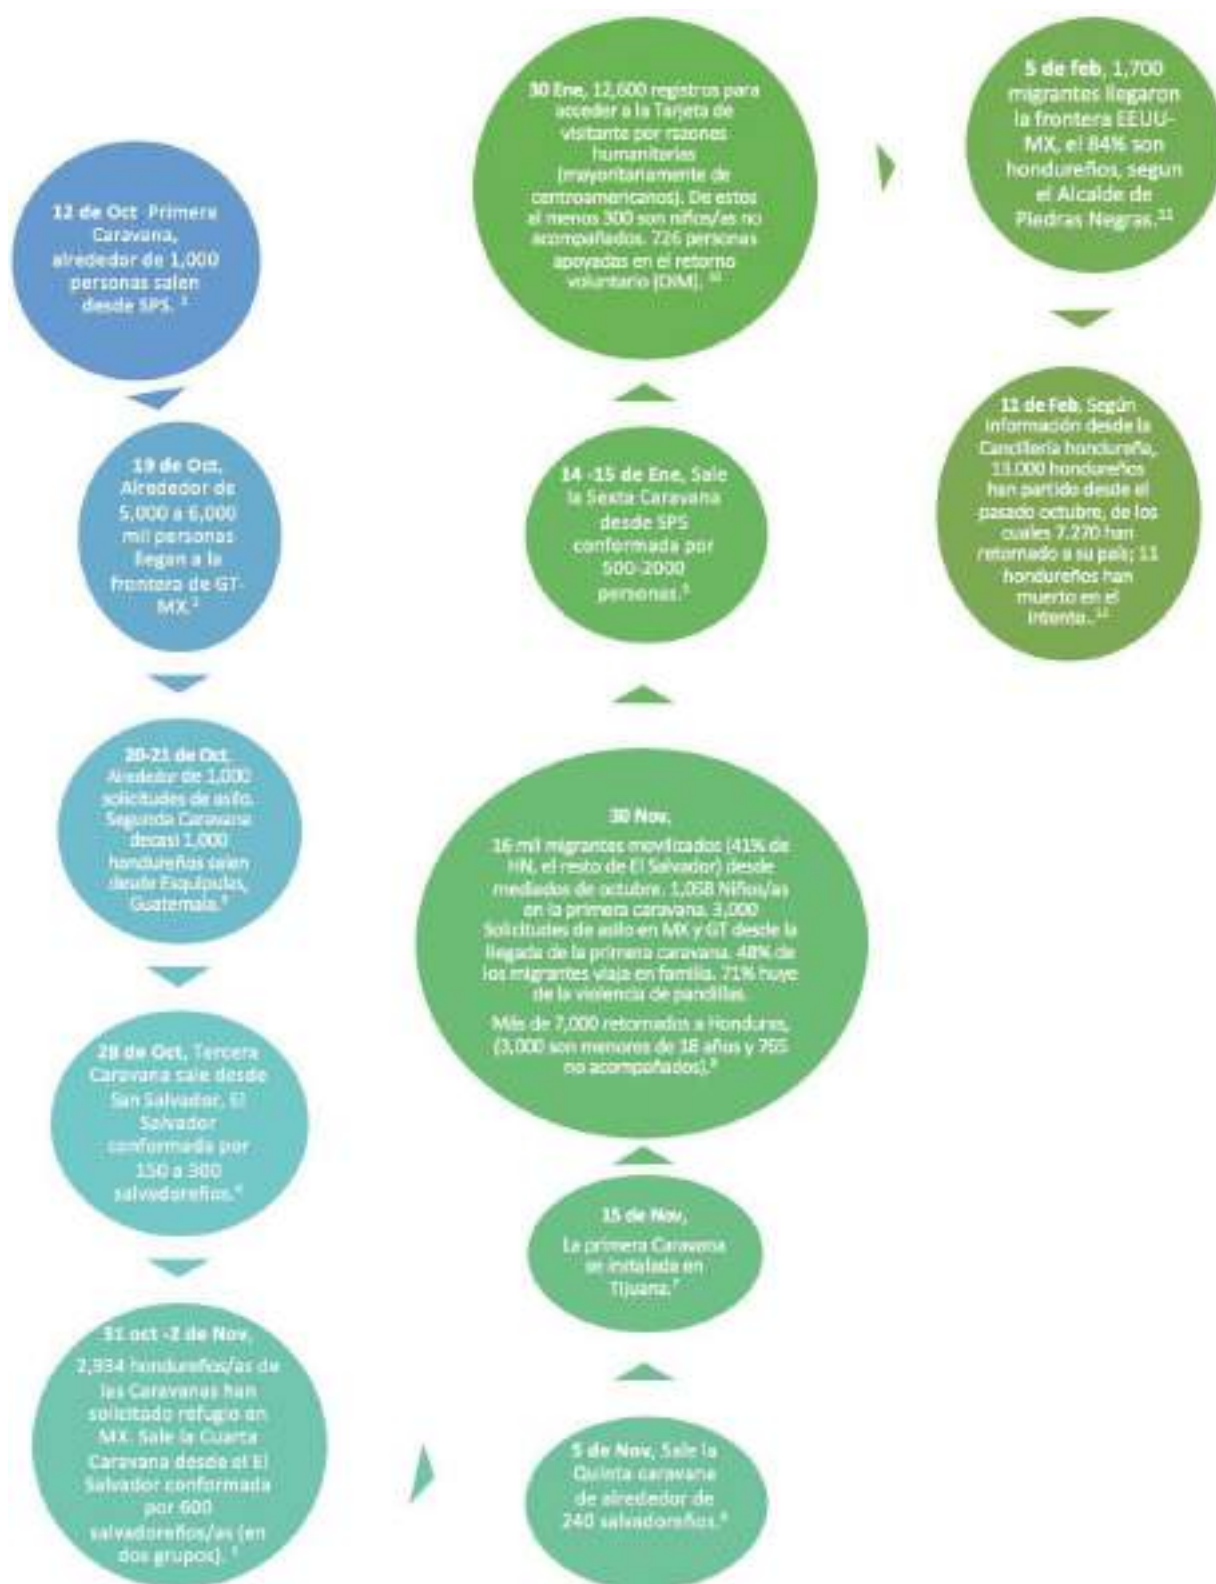 12 de Oct Primera
Caravana,
alrededor de 1,000
personas salen
desde SPS.
19 de Oct,
Alrededor de
5,000 a 6,000
mil personas
llegan a la
frontera de GT-
MX.²
20-21 de Oct,
Alrededor de 1,000
solicitudes de asilo.
Segunda Caravana
decasi 1,000
hondureños salen
desde Esquipulas,
Guatemala.
28 de Oct, Tercera
Caravana sale desde
San Salvador, El
Salvador
conformada por
150 a 300
salvadoreños.⁴
31 oct -2 de Nov,
2,934 hondureños/as de
las Caravanas han
solicitado refugio en
MX. Sale la Cuarta
Caravana desde el El
Salvador conformada
por 600
salvadoreños/as (en
dos grupos).
5 de Nov, Sale la
Quinta caravana
de alrededor de
240 salvadoreños.⁶
15 de Nov,
La primera Caravana
se instalada en
Tijuana.⁷
30 Nov,
16 mil migrantes movilizados (41% de
HN, el resto de El Salvador) desde
mediados de octubre. 1,058 Niños/as
en la primera caravana. 3,000
Solicitudes de asilo en MX y GT desde la
llegada de la primera caravana. 48% de
los migrantes viaja en familia. 71% huye
de la violencia de pandillas.
Más de 7,000 retornados a Honduras,
(3,000 son menores de 18 años y 755
no acompañados).
14 -15 de Ene, Sale
la Sexta Caravana
desde SPS
conformada por
500-2000
personas.
30 Ene, 12,600 registros para
acceder a la Tarjeta de
visitante por razones
humanitarias
(mayoritariamente de
centroamericanos). De estos
al menos 300 son niños/as no
acompañados. 726 personas
apoyadas en el retorno
voluntario (OIM). ¹⁰
5 de feb, 1,700
migrantes llegaron
la frontera EEUU-
MX, el 84% son
hondureños, segun
el Alcalde de
Piedras Negras.¹¹
11 de Feb, Según
información desde la
Cancillería hondureña,
13.000 hondureños
han partido desde el
pasado octubre, de los
cuales 7.270 han
retornado a su país; 11
hondureños han
muerto en el
intento..¹²